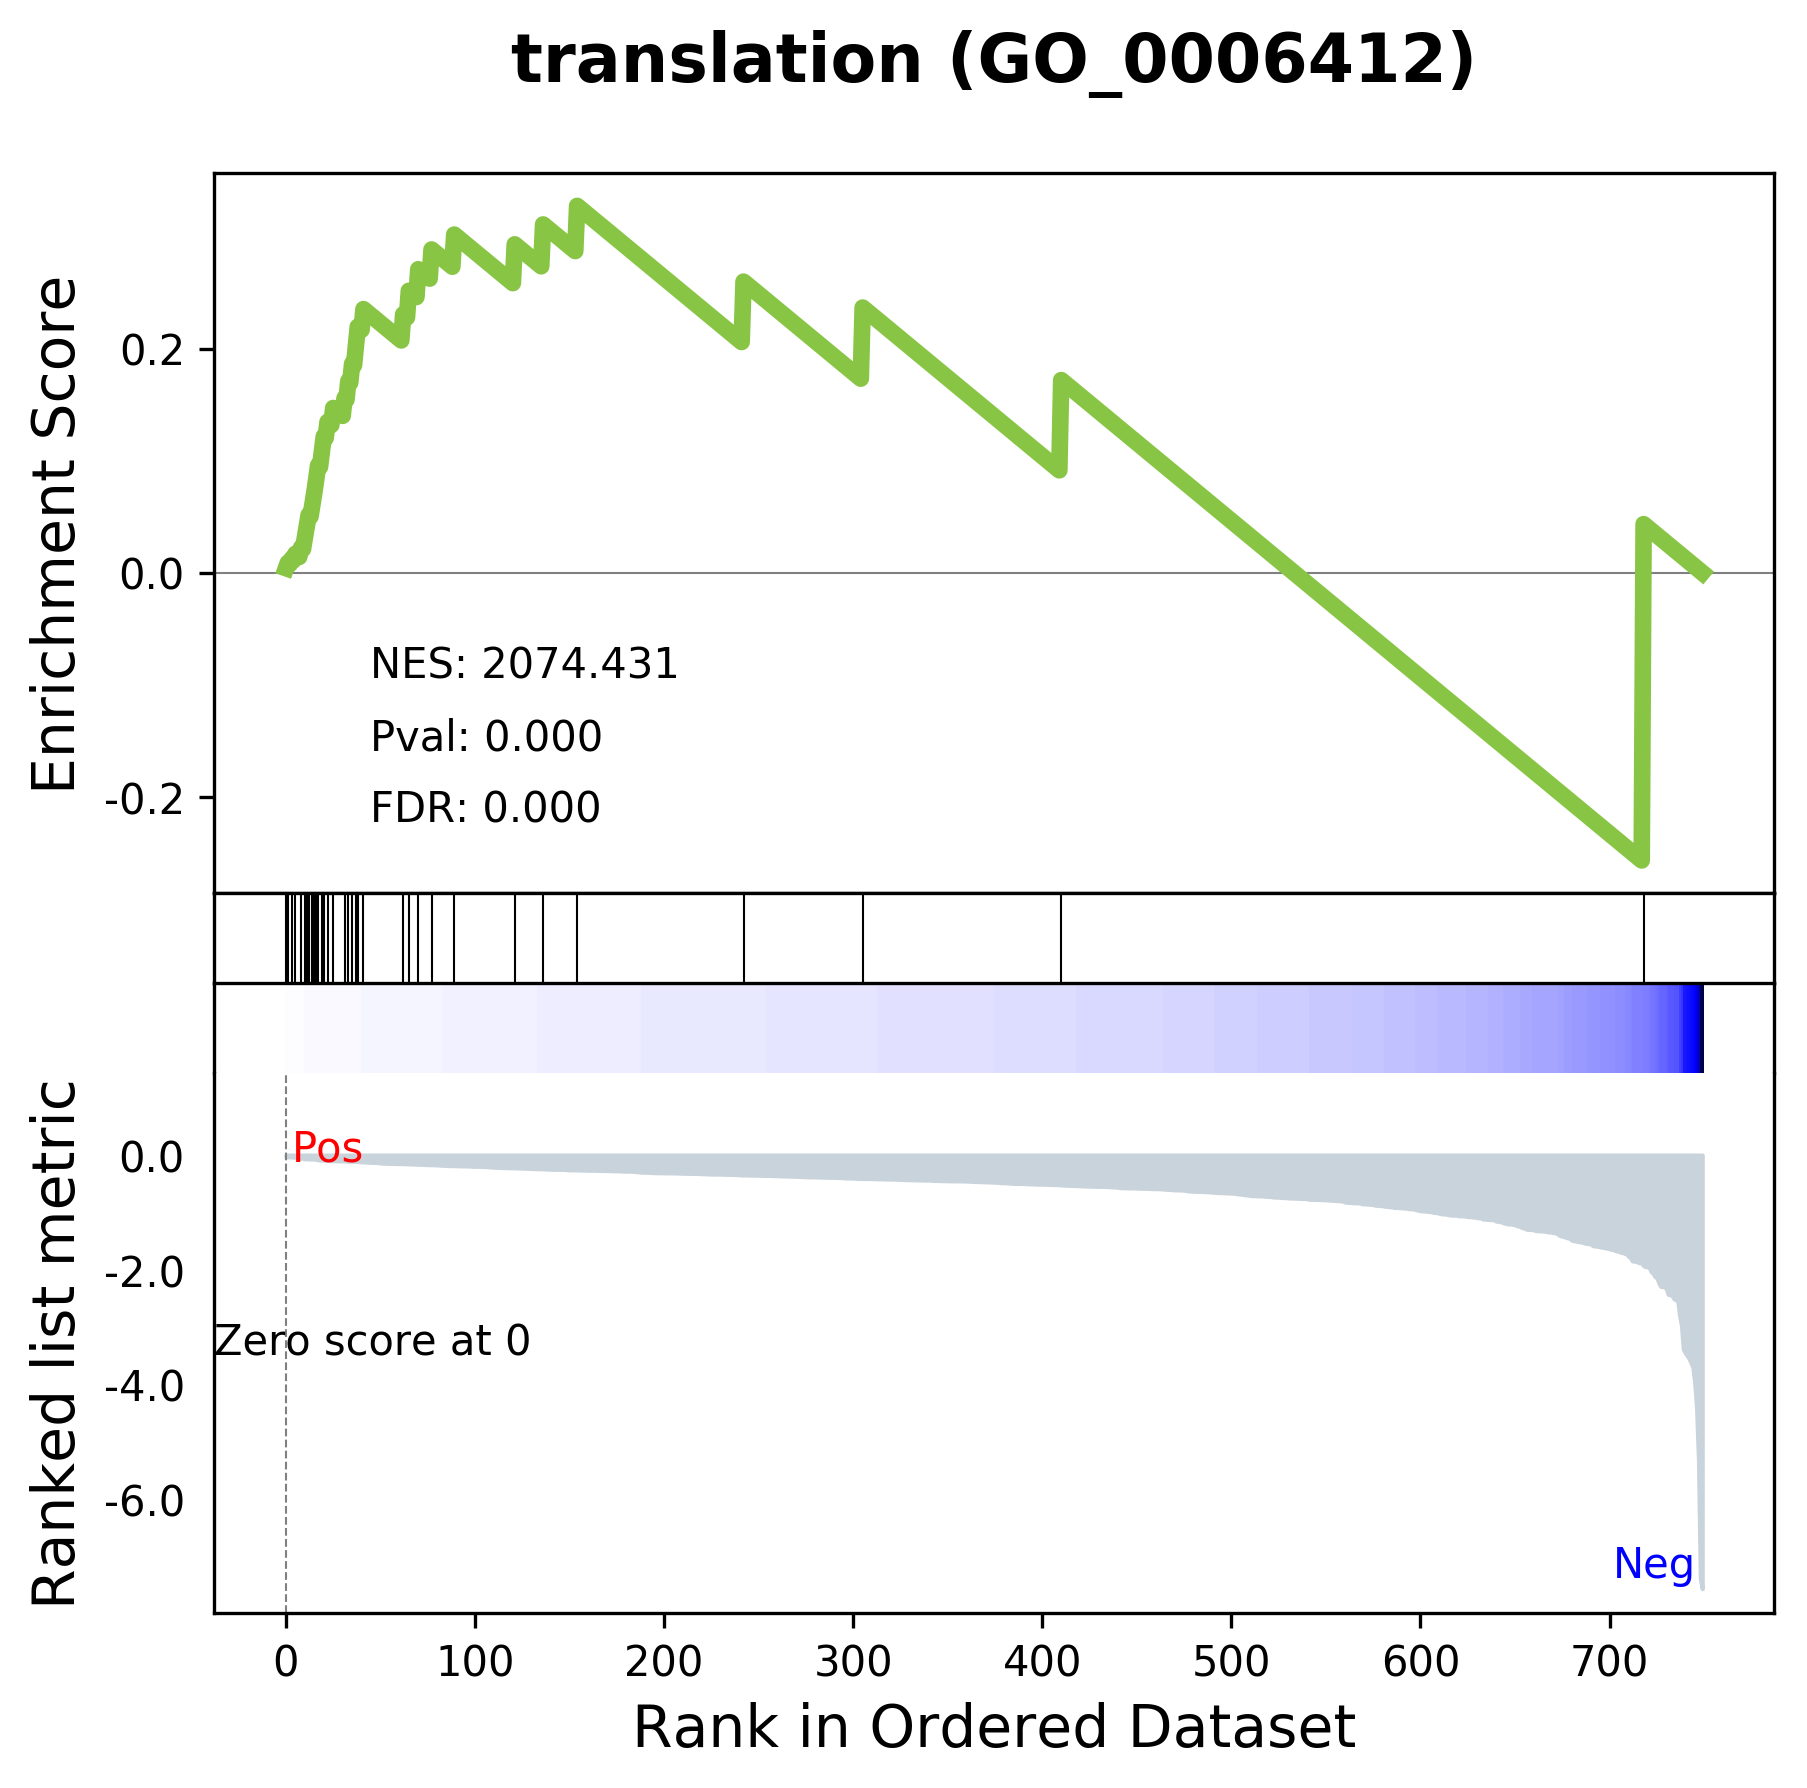 translation (GO_0006412)
Enrichment Score
0.2
0.0
-0.2
NES: 2074.431
Pval: 0.000
FDR: 0.000
Ranked list metric
0.0
-2.0
-4.0
-6.0
Pos
Zero score at 0
Neg
0 100 200 300 400 500 600 700
Rank in Ordered Dataset